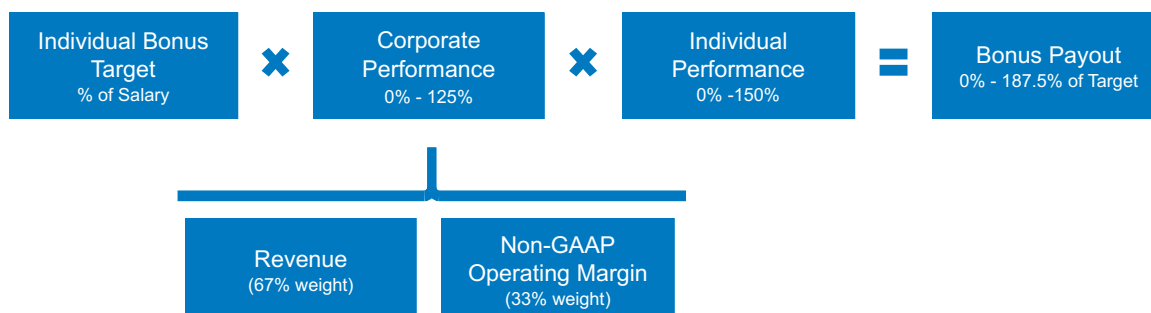 Individual Bonus
Target
% of Salary
Corporate
Performance
0% - 125%
Individual
Performance
0% -150%
Bonus Payout
0% - 187.5% of Target
Revenue
(67% weight)
Non-GAAP
Operating Margin
(33% weight)